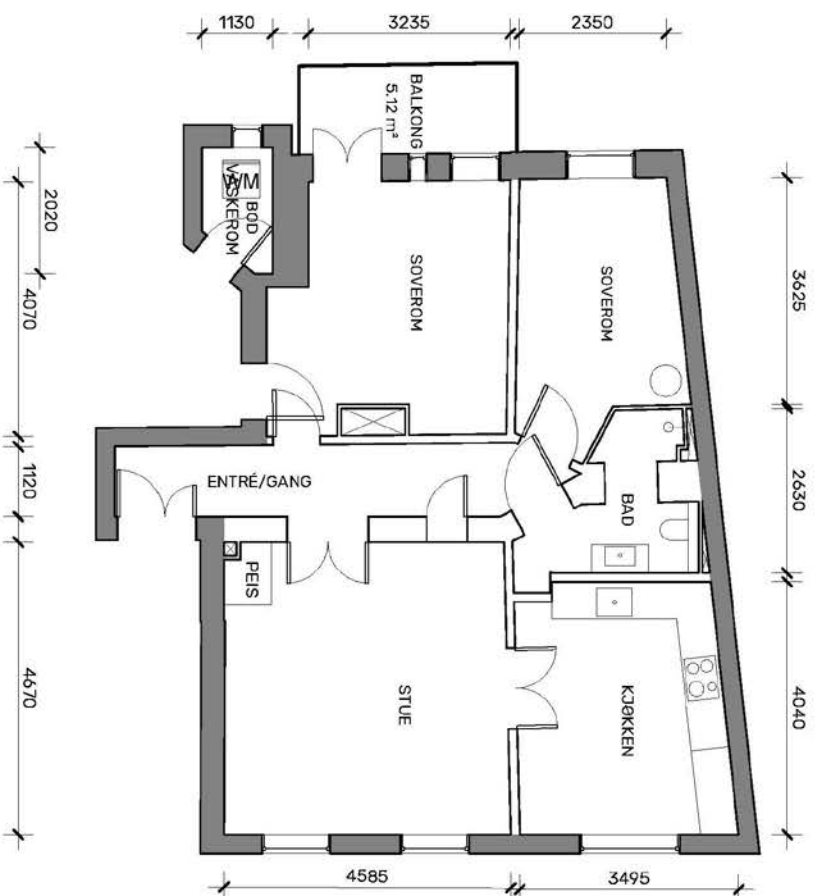 1130
3235
2350
BALKONG
5.12 m²
2020
4070
1120
4670
VASKEROM
BOD
VM
SOVEROM
SOVEROM
3625
2630
4040
ENTRÉ/GANG
BAD
PEIS
STUE
KJØKKEN
4585
3495